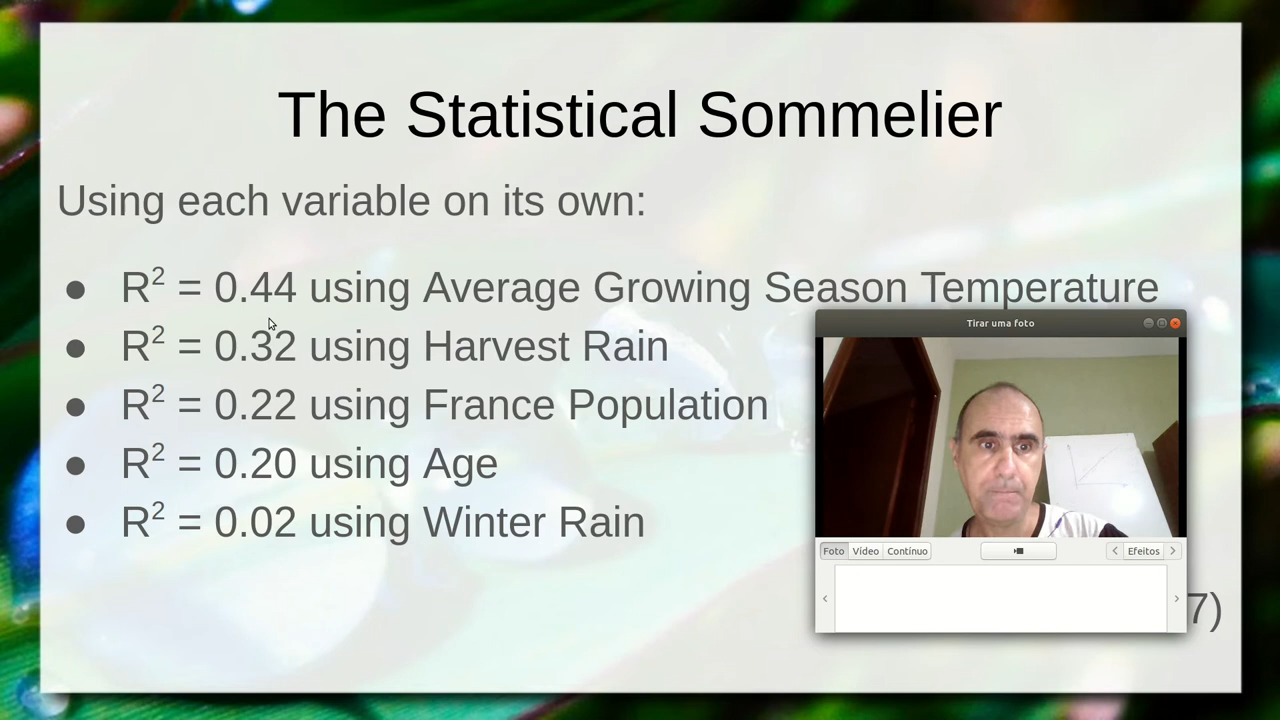 The Statistical Sommelier
Using each variable on its own:
● R² = 0.44 using Average Growing Season Temperature
● R² = 0.32 using Harvest Rain
● R² = 0.22 using France Population
● R² = 0.20 using Age
● R² = 0.02 using Winter Rain
Tirar uma foto
Foto Vídeo Contínuo Efeitos
7)